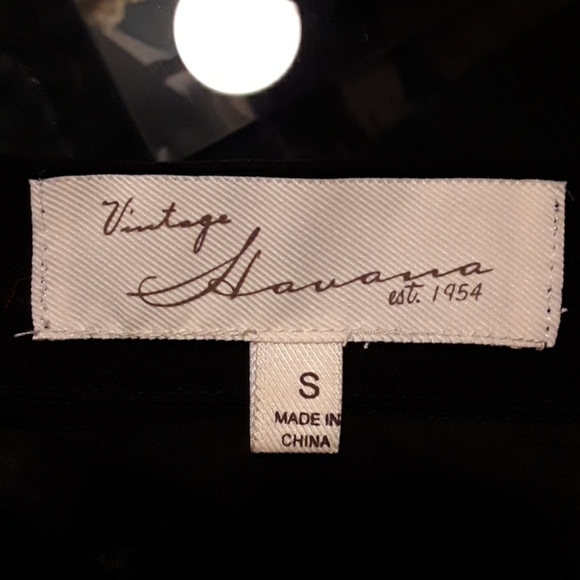 Vintage
Havana
est. 1954
S
MADE IN
CHINA